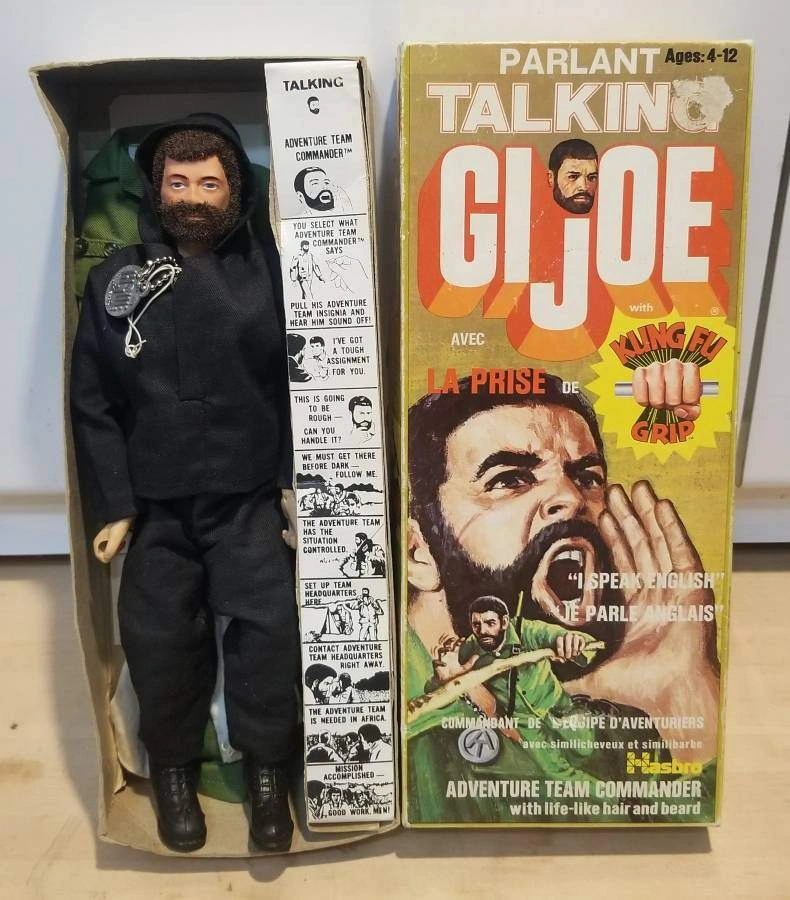 TALKING
ADVENTURE TEAM
COMMANDER™
YOU SELECT WHAT
ADVENTURE TEAM
COMMANDER™
SAYS
PULL HIS ADVENTURE
TEAM INSIGNIA AND
HEAR HIM SOUND OFF!
I'VE GOT
A TOUGH
ASSIGNMENT
FOR YOU.
THIS IS GOING
TO BE
ROUGH —
CAN YOU
HANDLE IT?
WE MUST GET THERE
BEFORE DARK —
FOLLOW ME.
THE ADVENTURE TEAM
HAS THE
SITUATION
CONTROLLED.
SET UP TEAM
HEADQUARTERS
HERE
CONTACT ADVENTURE
TEAM HEADQUARTERS
RIGHT AWAY.
THE ADVENTURE TEAM
IS NEEDED IN AFRICA.
MISSION
ACCOMPLISHED —
GOOD WORK, MEN!
PARLANT Ages: 4-12
TALKING
GI JOE
®
with
AVEC
KUNG FU
GRIP
LA PRISE DE
"I SPEAK ENGLISH"
"JE PARLE ANGLAIS"
COMMANDANT DE L'EQUIPE D'AVENTURIERS
avec similicheveux et similibarbe
Hasbro
ADVENTURE TEAM COMMANDER
with life-like hair and beard